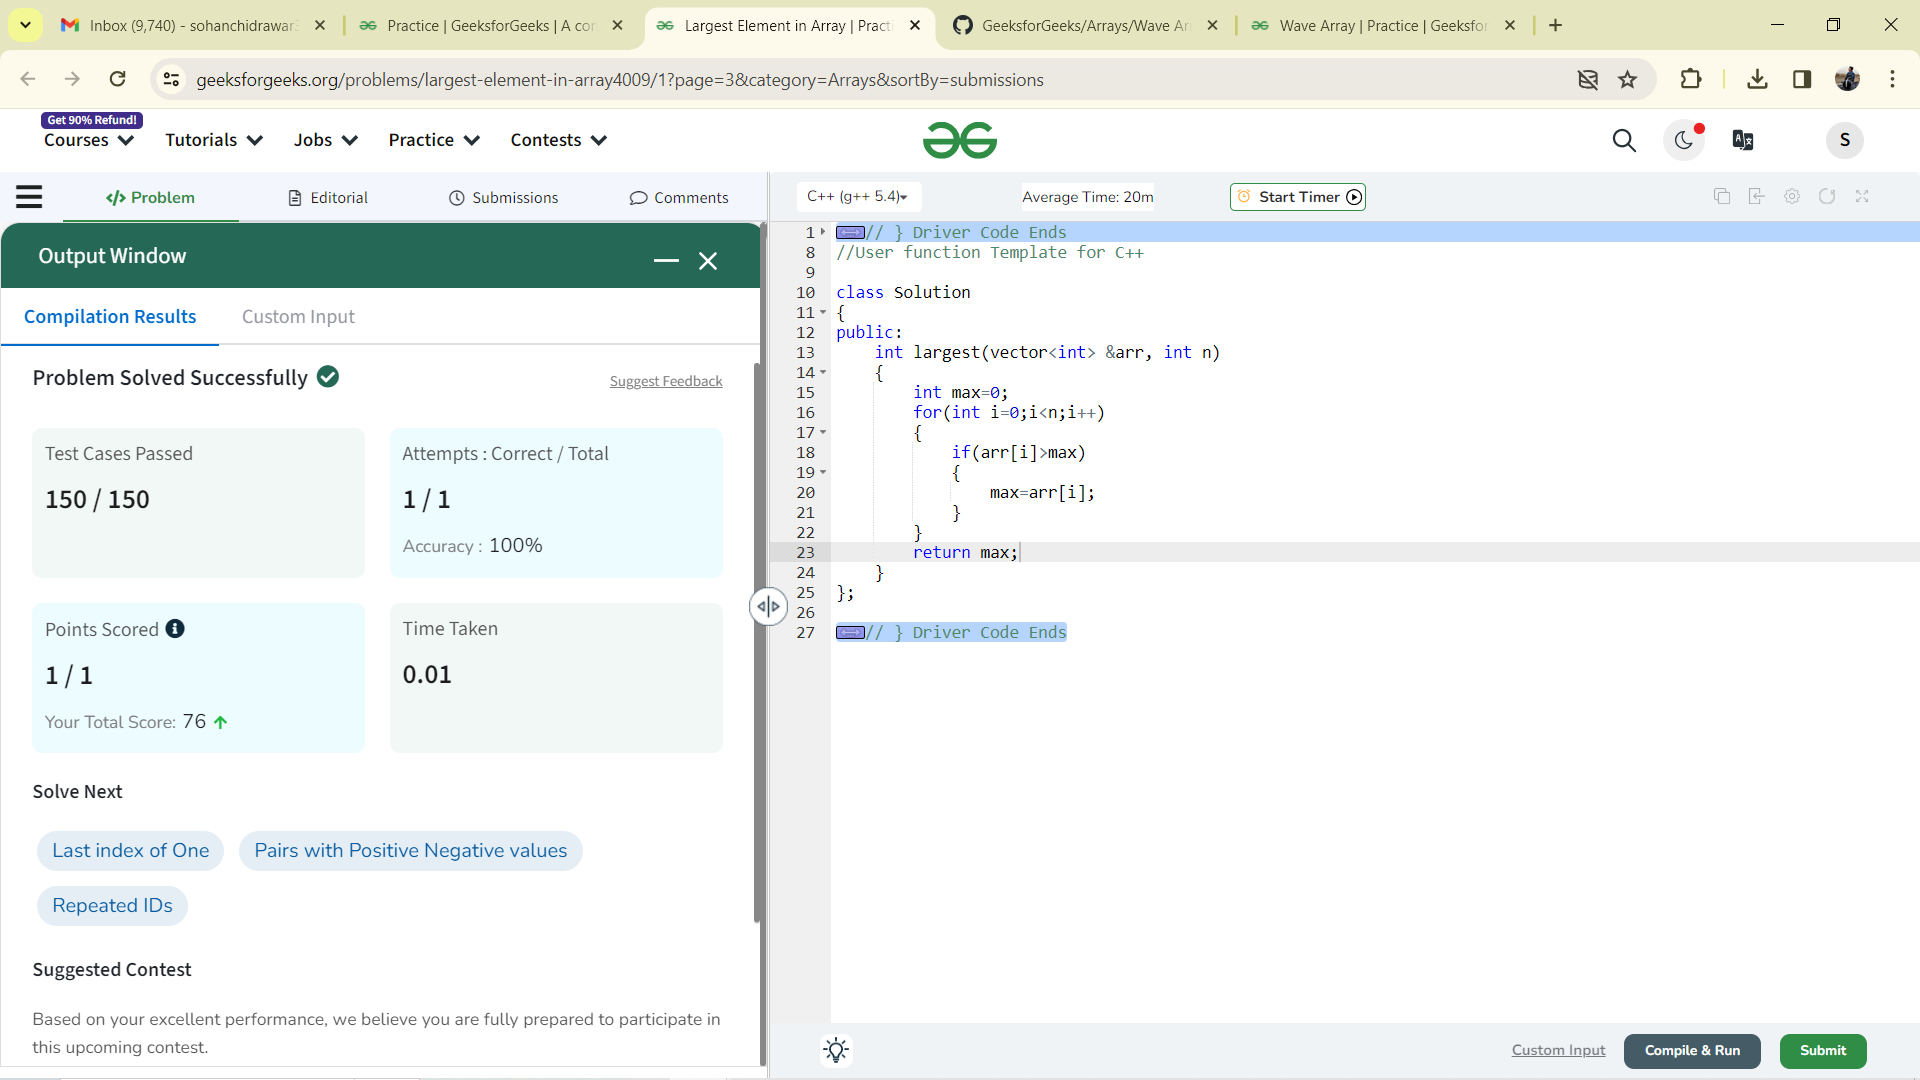 Inbox (9,740) - sohanchidrawar
Practice | GeeksforGeeks | A co
Largest Element in Array | Pract
GeeksforGeeks/Arrays/Wave Ar
Wave Array | Practice | Geeksfor
geeksforgeeks.org/problems/largest-element-in-array4009/1?page=3&category=Arrays&sortBy=submissions
Get 90% Refund!
Courses
Tutorials
Jobs
Practice
Contests
S
</> Problem
Editorial
Submissions
Comments
C++ (g++ 5.4)
Average Time: 20m
Start Timer
Output Window
Compilation Results
Custom Input
Problem Solved Successfully
Suggest Feedback
Test Cases Passed
150 / 150
Attempts : Correct / Total
1 / 1
Accuracy : 100%
Points Scored
1 / 1
Your Total Score: 76
Time Taken
0.01
Solve Next
Last index of One
Pairs with Positive Negative values
Repeated IDs
Suggested Contest
Based on your excellent performance, we believe you are fully prepared to participate in
this upcoming contest.
1 // } Driver Code Ends
8 //User function Template for C++
9
10 class Solution
11 {
12 public:
13     int largest(vector<int> &arr, int n)
14     {
15         int max=0;
16         for(int i=0;i<n;i++)
17         {
18             if(arr[i]>max)
19             {
20                 max=arr[i];
21             }
22         }
23         return max;
24     }
25 };
26
27 // } Driver Code Ends
Custom Input
Compile & Run
Submit